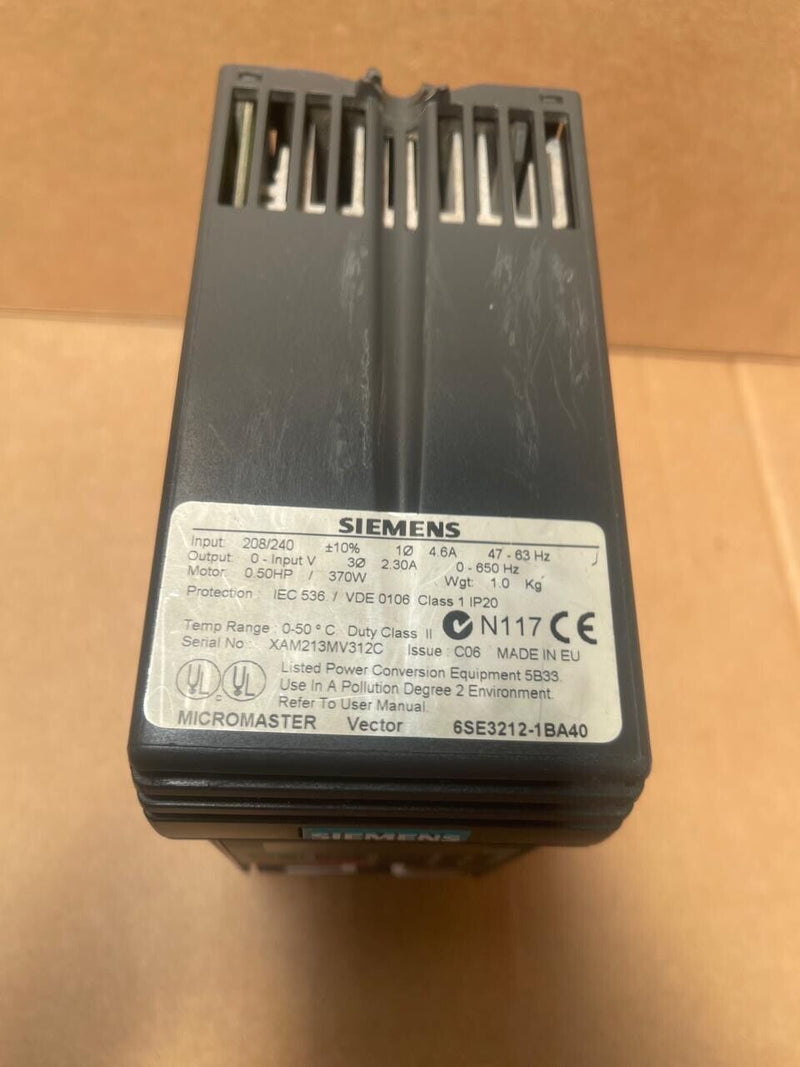 SIEMENS
Input: 208/240 ±10% 1Ø 4.6A 47 - 63 Hz
Output: 0 - Input V 3Ø 2.30A 0 - 650 Hz
Motor: 0.50HP / 370W Wgt: 1.0 Kg
Protection : IEC 536 / VDE 0106 Class 1 IP20
Temp Range : 0-50 ° C Duty Class II N117 CE
Serial No : XAM213MV312C Issue : C06 MADE IN EU
UL C UL
Listed Power Conversion Equipment 5B33.
Use In A Pollution Degree 2 Environment.
Refer To User Manual
MICROMASTER Vector 6SE3212-1BA40
SIEMENS